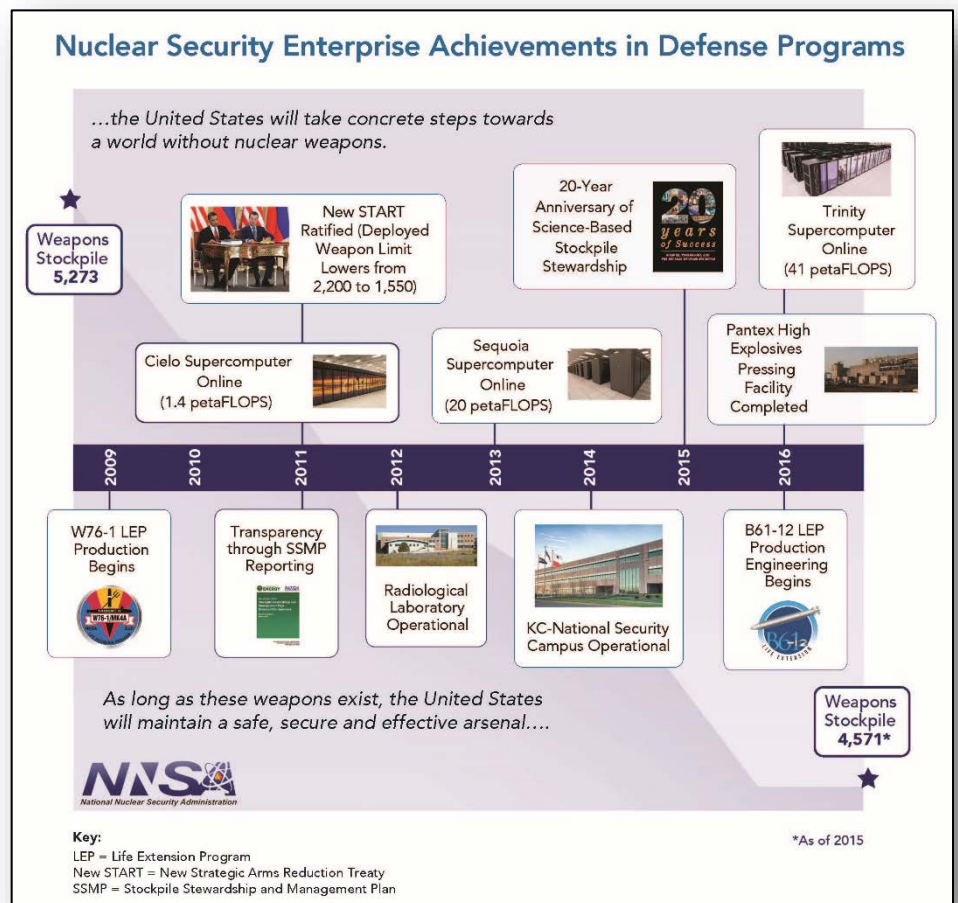 Nuclear Security Enterprise Achievements in Defense Programs
...the United States will take concrete steps towards
a world without nuclear weapons.
Weapons
Stockpile
5,273
New START
Ratified (Deployed
Weapon Limit
Lowers from
2,200 to 1,550)
20-Year
Anniversary of
Science-Based
Stockpile
Stewardship
20
years
of Success
Trinity
Supercomputer
Online
(41 petaFLOPS)
Cielo Supercomputer
Online
(1.4 petaFLOPS)
Sequoia
Supercomputer
Online
(20 petaFLOPS)
Pantex High
Explosives
Pressing
Facility
Completed
2009
2010
2011
2012
2013
2014
2015
2016
W76-1 LEP
Production
Begins
W76-1/MK4A
Transparency
through SSMP
Reporting
ENERGY
Radiological
Laboratory
Operational
KC-National Security
Campus Operational
B61-12 LEP
Production
Engineering
Begins
B61-12
LIFE EXTENSION
As long as these weapons exist, the United States
will maintain a safe, secure and effective arsenal....
Weapons
Stockpile
4,571*
NNSA
National Nuclear Security Administration
Key:
LEP = Life Extension Program
New START = New Strategic Arms Reduction Treaty
SSMP = Stockpile Stewardship and Management Plan
*As of 2015